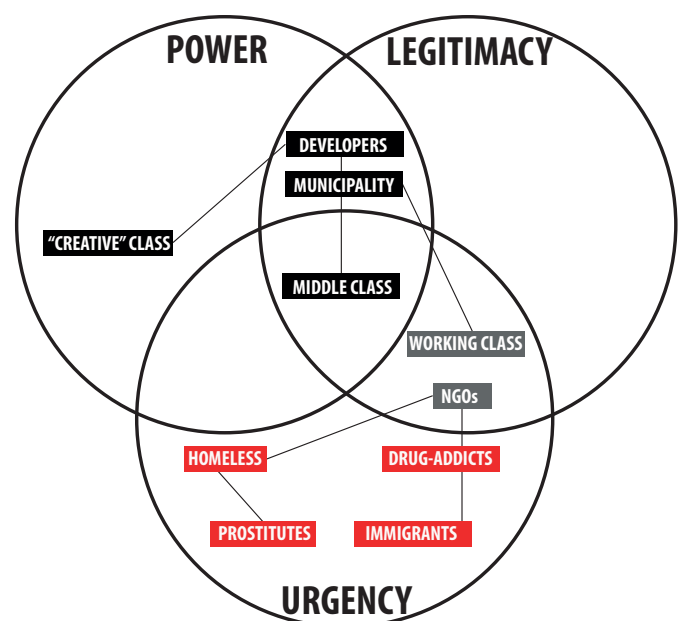 POWER
LEGITIMACY
DEVELOPERS
MUNICIPALITY
“CREATIVE” CLASS
MIDDLE CLASS
WORKING CLASS
NGOs
HOMELESS
DRUG-ADDICTS
PROSTITUTES
IMMIGRANTS
URGENCY